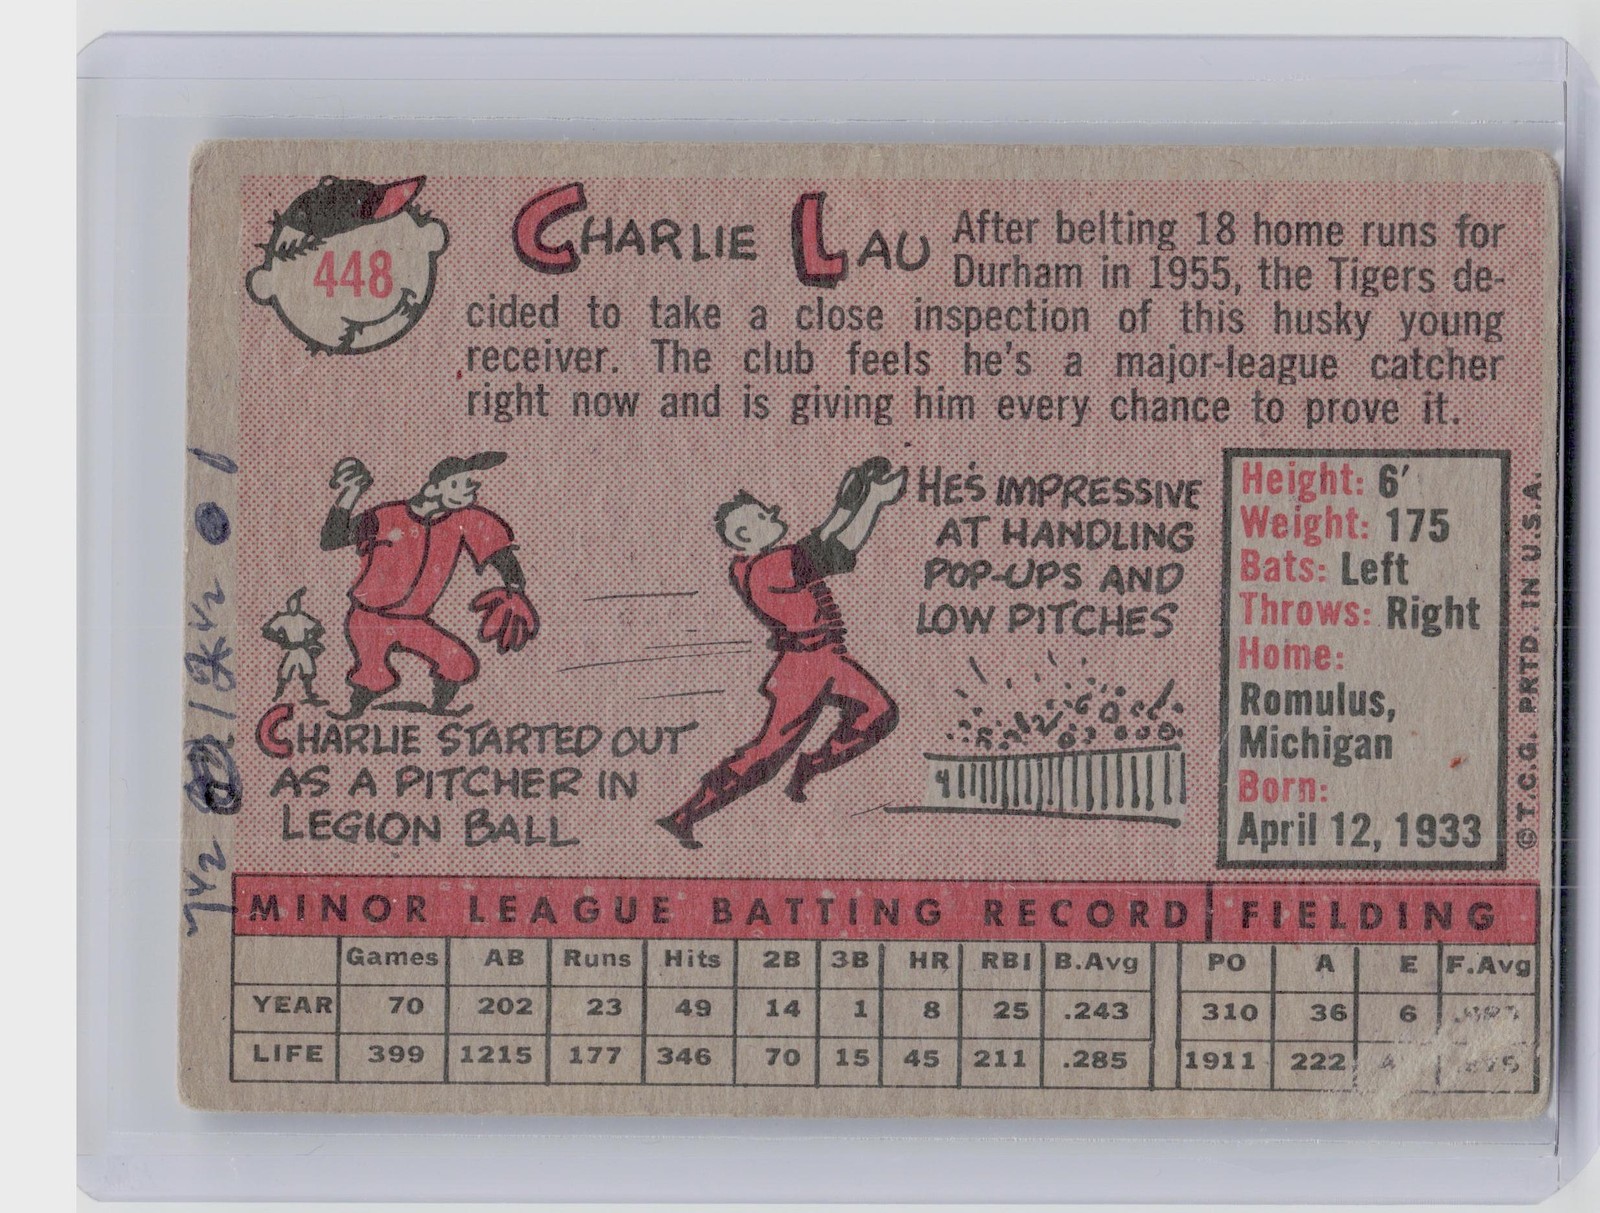 448
CHARLIE LAU
After belting 18 home runs for
Durham in 1955, the Tigers de-
cided to take a close inspection of this husky young
receiver. The club feels he's a major-league catcher
right now and is giving him every chance to prove it.
CHARLIE STARTED OUT
AS A PITCHER IN
LEGION BALL
HE'S IMPRESSIVE
AT HANDLING
POP-UPS AND
LOW PITCHES
Height: 6'
Weight: 175
Bats: Left
Throws: Right
Home:
Romulus,
Michigan
Born:
April 12, 1933
© T.C.G. PRTD. IN U.S.A.
MINOR LEAGUE BATTING RECORD FIELDING
Games AB Runs Hits 2B 3B HR RBI B.Avg PO A E F.Avg
YEAR 70 202 23 49 14 1 8 25 .243 310 36 6
LIFE 399 1215 177 346 70 15 45 211 .285 1911 222